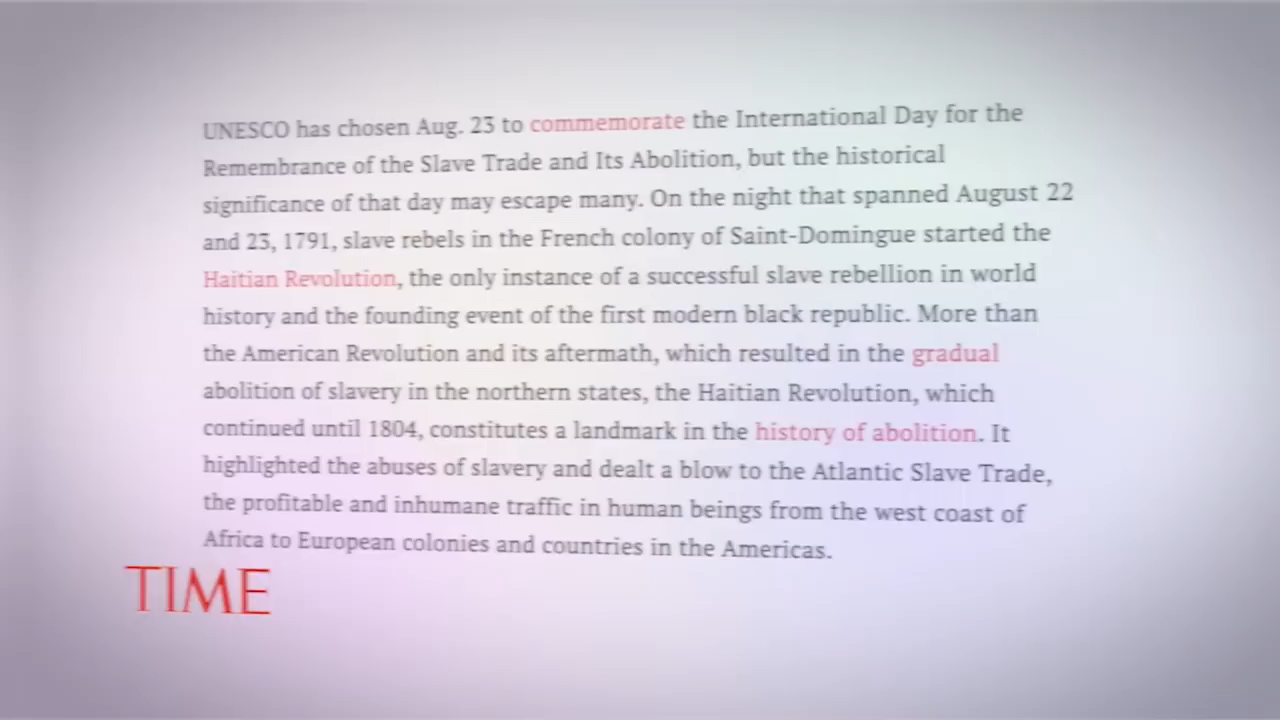 UNESCO has chosen Aug. 23 to commemorate the International Day for the
Remembrance of the Slave Trade and Its Abolition, but the historical
significance of that day may escape many. On the night that spanned August 22
and 23, 1791, slave rebels in the French colony of Saint-Domingue started the
Haitian Revolution, the only instance of a successful slave rebellion in world
history and the founding event of the first modern black republic. More than
the American Revolution and its aftermath, which resulted in the gradual
abolition of slavery in the northern states, the Haitian Revolution, which
continued until 1804, constitutes a landmark in the history of abolition. It
highlighted the abuses of slavery and dealt a blow to the Atlantic Slave Trade,
the profitable and inhumane traffic in human beings from the west coast of
Africa to European colonies and countries in the Americas.
TIME